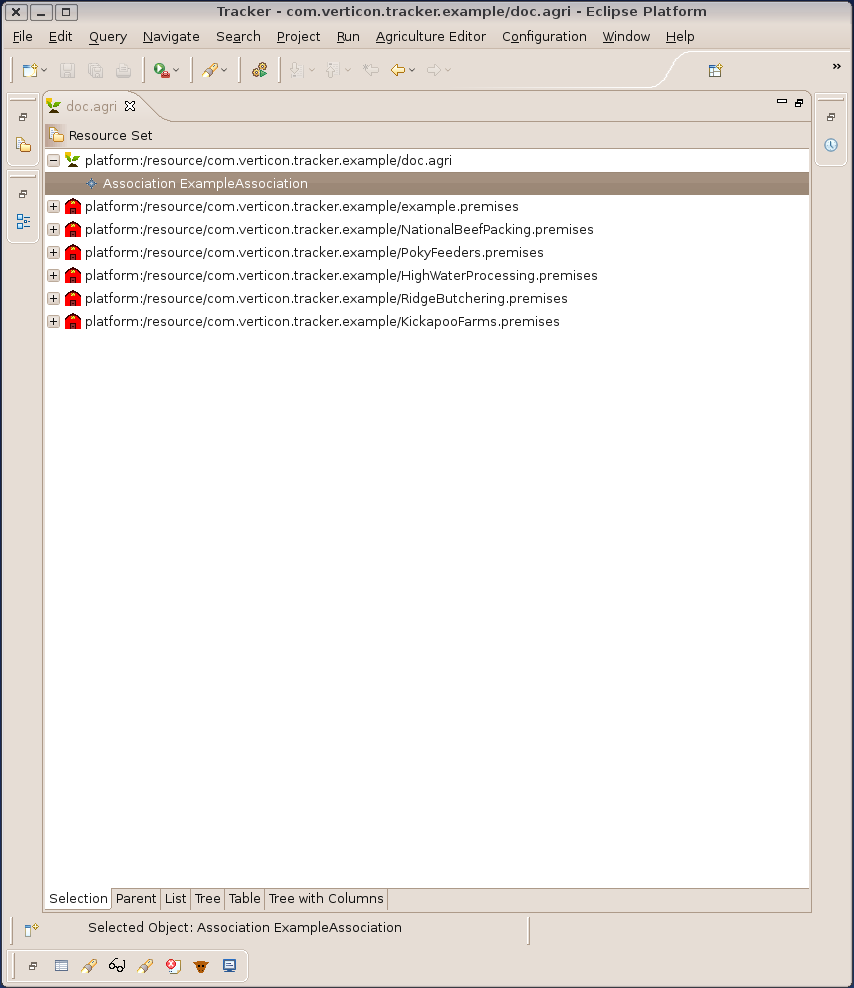 Tracker - com.verticon.tracker.example/doc.agri - Eclipse Platform
File Edit Query Navigate Search Project Run Agriculture Editor Configuration Window Help
»
doc.agri
Resource Set
platform:/resource/com.verticon.tracker.example/doc.agri
Association ExampleAssociation
platform:/resource/com.verticon.tracker.example/example.premises
platform:/resource/com.verticon.tracker.example/NationalBeefPacking.premises
platform:/resource/com.verticon.tracker.example/PokyFeeders.premises
platform:/resource/com.verticon.tracker.example/HighWaterProcessing.premises
platform:/resource/com.verticon.tracker.example/RidgeButchering.premises
platform:/resource/com.verticon.tracker.example/KickapooFarms.premises
Selection Parent List Tree Table Tree with Columns
Selected Object: Association ExampleAssociation